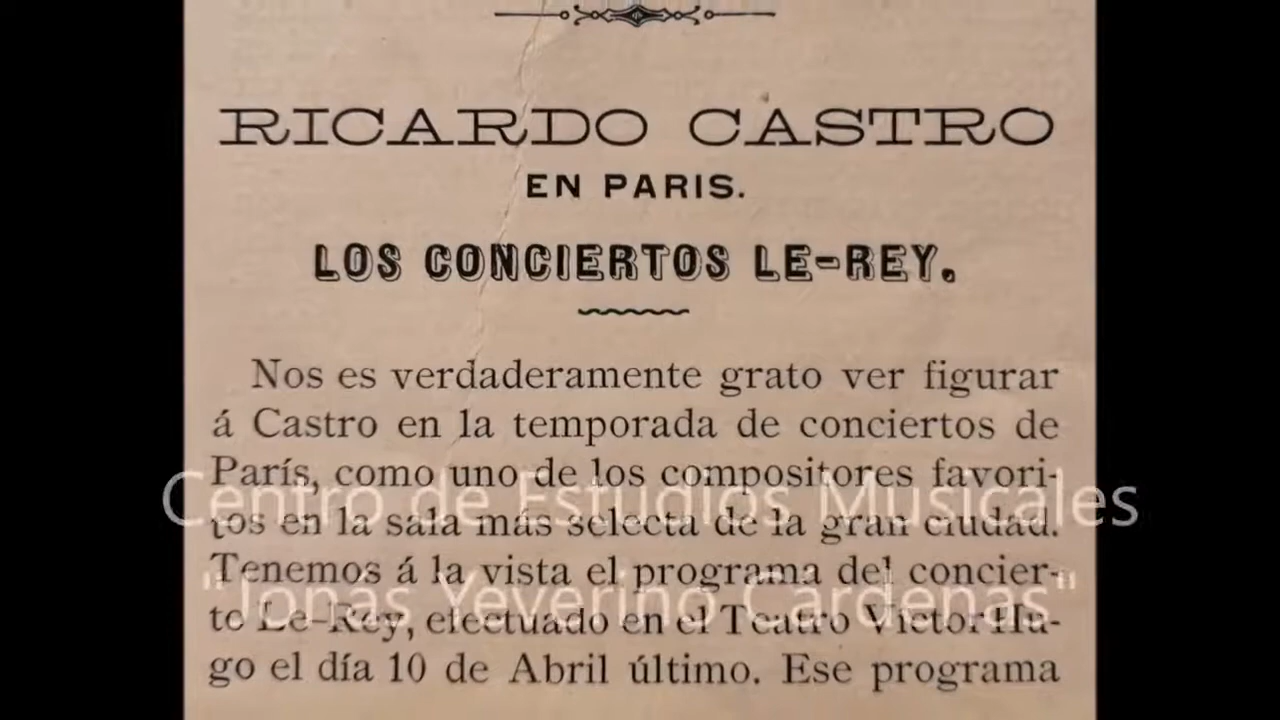 RICARDO CASTRO
EN PARIS.
LOS CONCIERTOS LE-REY.
Nos es verdaderamente grato ver figurar
á Castro en la temporada de conciertos de
París, como uno de los compositores favori-
tos en la sala más selecta de la gran ciudad.
Tenemos á la vista el programa del concier-
to Le-Rey, efectuado en el Teatro Victor Hu-
go el día 10 de Abril último. Ese programa
Centro de Estudios Musicales
"Jonás Yeverino Cárdenas"